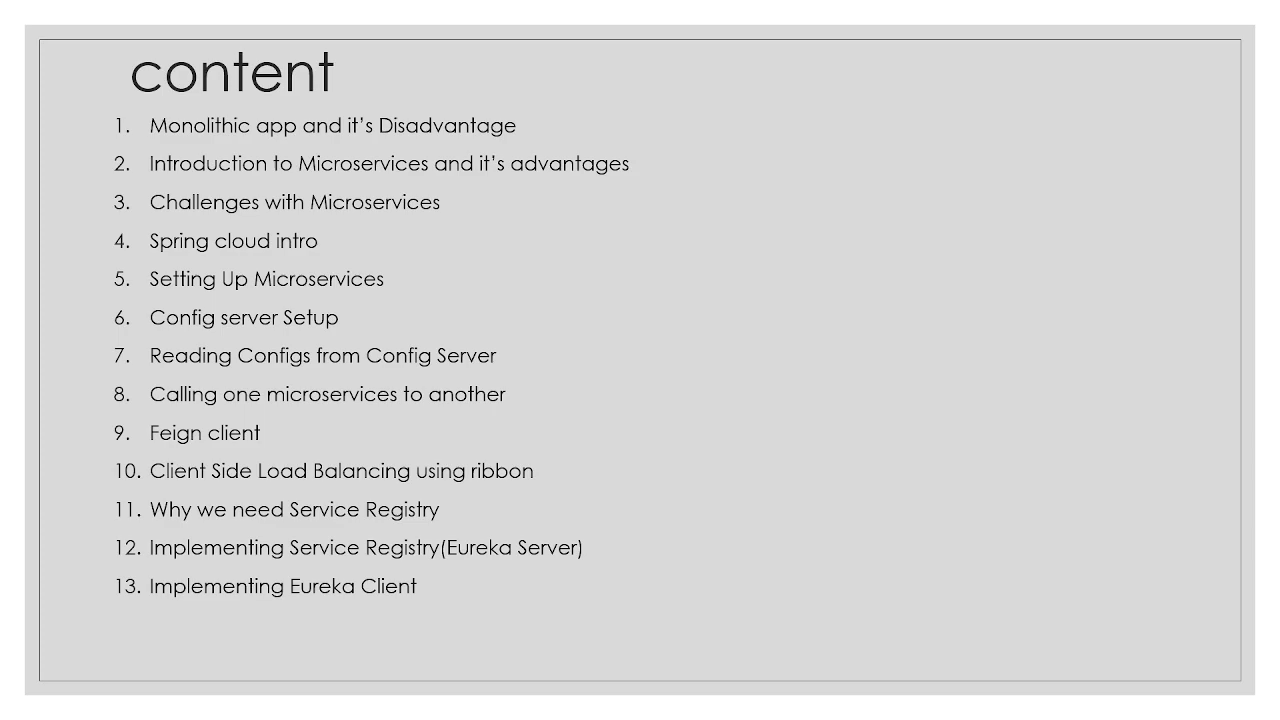 content
1. Monolithic app and it's Disadvantage
2. Introduction to Microservices and it's advantages
3. Challenges with Microservices
4. Spring cloud intro
5. Setting Up Microservices
6. Config server Setup
7. Reading Configs from Config Server
8. Calling one microservices to another
9. Feign client
10. Client Side Load Balancing using ribbon
11. Why we need Service Registry
12. Implementing Service Registry(Eureka Server)
13. Implementing Eureka Client